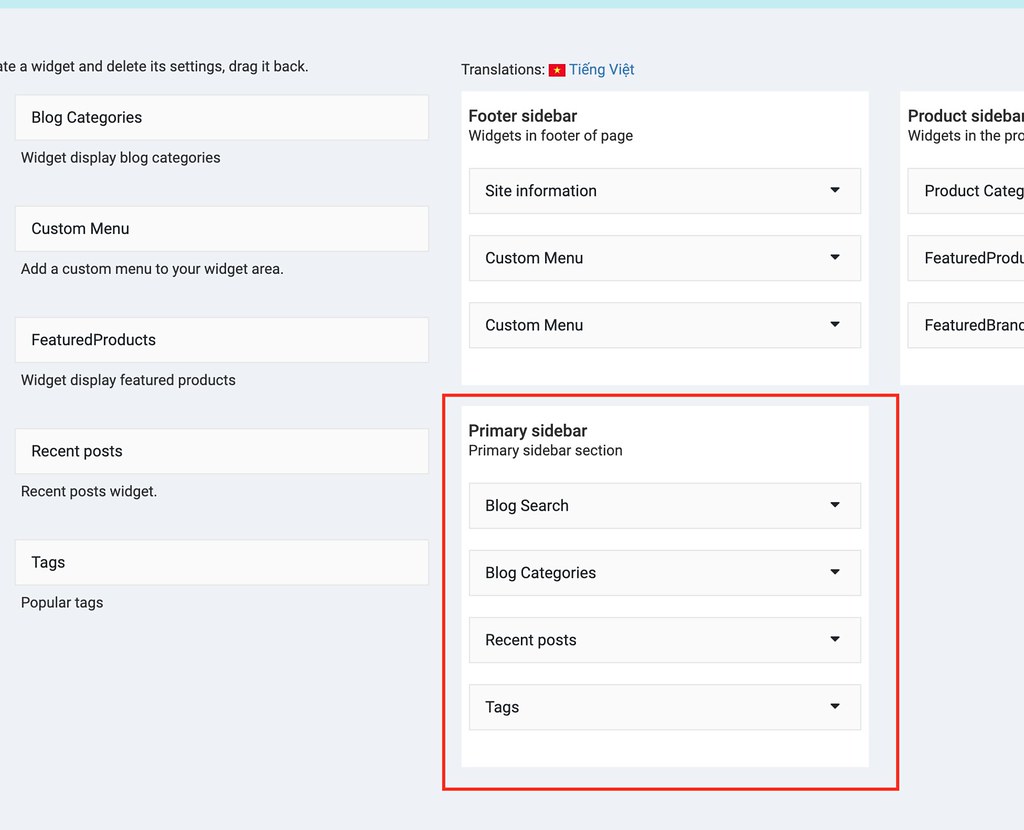 a widget and delete its settings, drag it back.
Blog Categories
Widget display blog categories
Custom Menu
Add a custom menu to your widget area.
FeaturedProducts
Widget display featured products
Recent posts
Recent posts widget.
Tags
Popular tags
Translations: Tiếng Việt
Footer sidebar
Widgets in footer of page
Site information
Custom Menu
Custom Menu
Primary sidebar
Primary sidebar section
Blog Search
Blog Categories
Recent posts
Tags
Product sidebar
Widgets in the pro
Product Categ
FeaturedProdu
FeaturedBrand